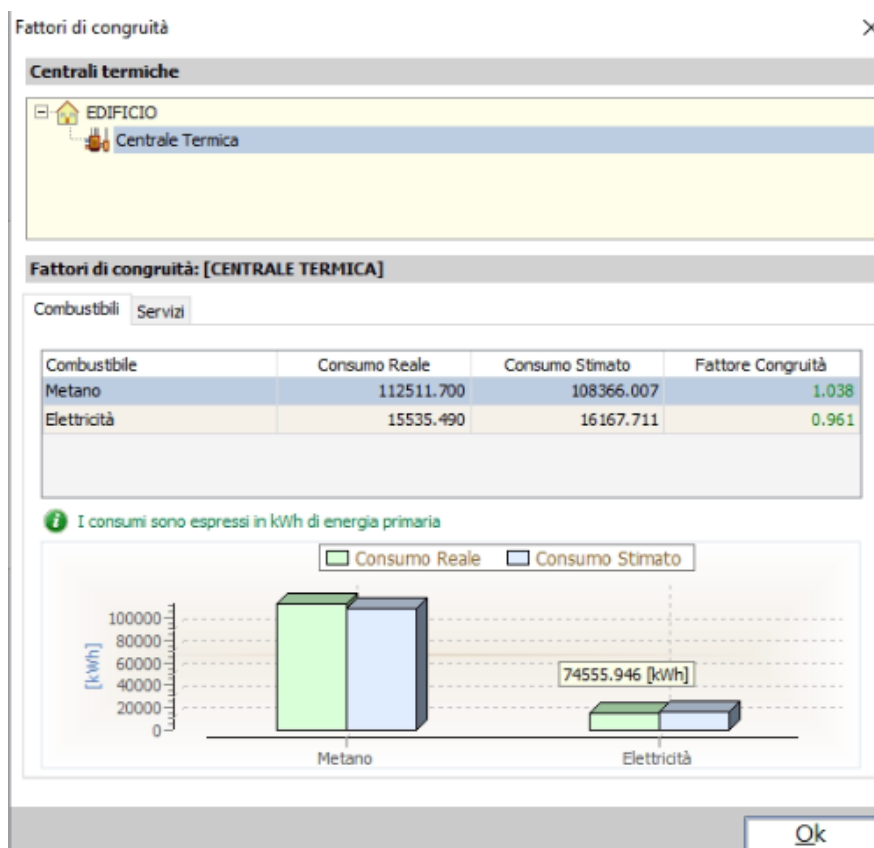 Fattori di congruità
Centrali termiche
EDIFICIO
Centrale Termica
Fattori di congruità: [CENTRALE TERMICA]
Combustibili Servizi
Combustibile Consumo Reale Consumo Stimato Fattore Congruità
Metano 112511.700 108366.007 1.038
Elettricità 15535.490 16167.711 0.961
I consumi sono espressi in kWh di energia primaria
Consumo Reale Consumo Stimato
[kWh]
100000
80000
60000
40000
20000
0
74555.946 [kWh]
Metano Elettricità
Ok